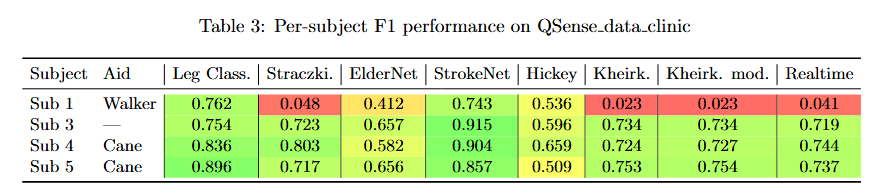 Table 3: Per-subject F1 performance on QSense_data_clinic
Subject Aid Leg Class. Straczki. ElderNet StrokeNet Hickey Kheirk. Kheirk. mod. Realtime
Sub 1 Walker 0.762 0.048 0.412 0.743 0.536 0.023 0.023 0.041
Sub 3 — 0.754 0.723 0.657 0.915 0.596 0.734 0.734 0.719
Sub 4 Cane 0.836 0.803 0.582 0.904 0.659 0.724 0.727 0.744
Sub 5 Cane 0.896 0.717 0.656 0.857 0.509 0.753 0.754 0.737